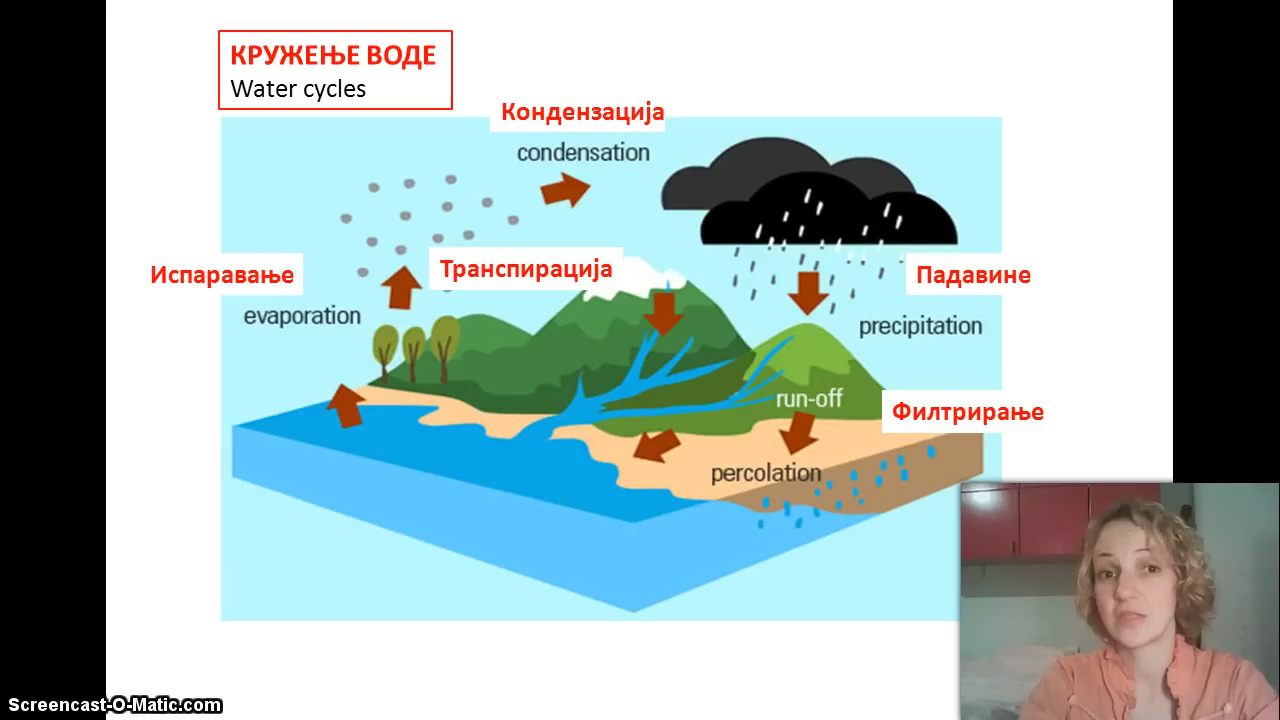 КРУЖЕЊЕ ВОДЕ
Water cycles
Кондензација
condensation
Испаравање
Транспирација
Падавине
evaporation
precipitation
run-off
Филтрирање
percolation
Screencast-O-Matic.com